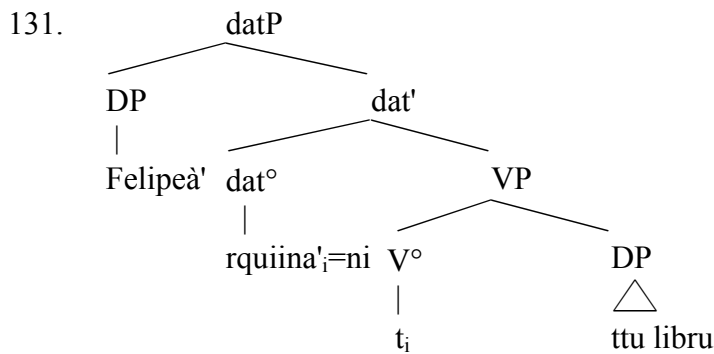 131. datP
DP dat'
Felipeà' dat° VP
rquiina'ᵢ=ni V° DP
tᵢ ttu libru